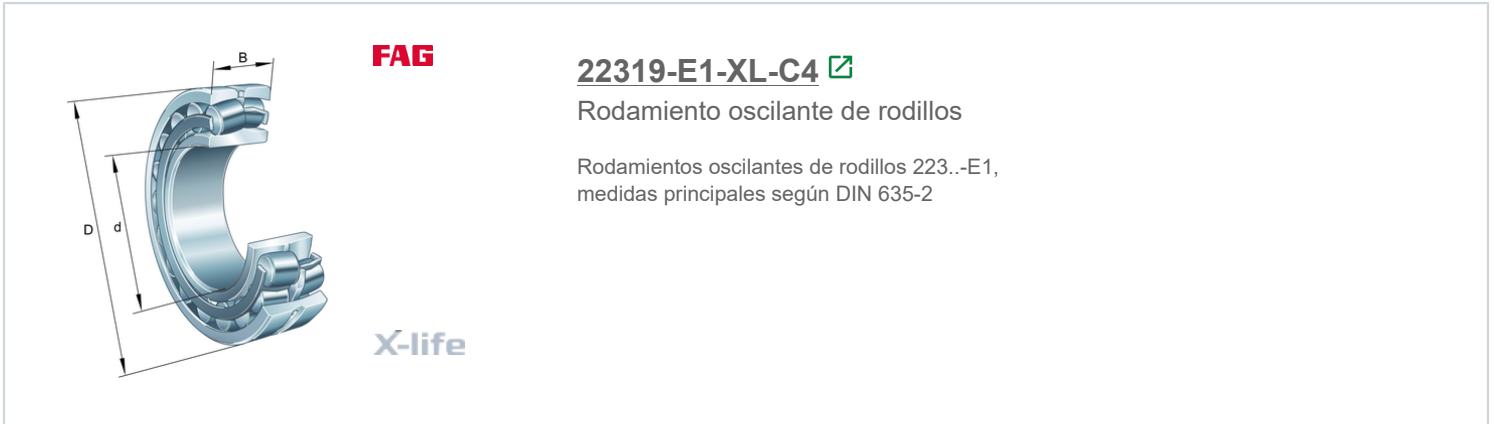 FAG
B
D
d
X-life
22319-E1-XL-C4
Rodamiento oscilante de rodillos
Rodamientos oscilantes de rodillos 223..-E1,
medidas principales según DIN 635-2